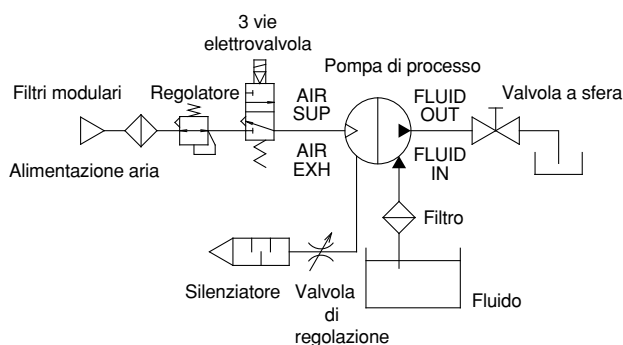 3 vie
elettrovalvola
Pompa di processo
Filtri modulari
Regolatore
AIR
SUP
FLUID
OUT
Valvola a sfera
Alimentazione aria
AIR
EXH
FLUID
IN
Filtro
Silenziatore
Valvola
di
regolazione
Fluido